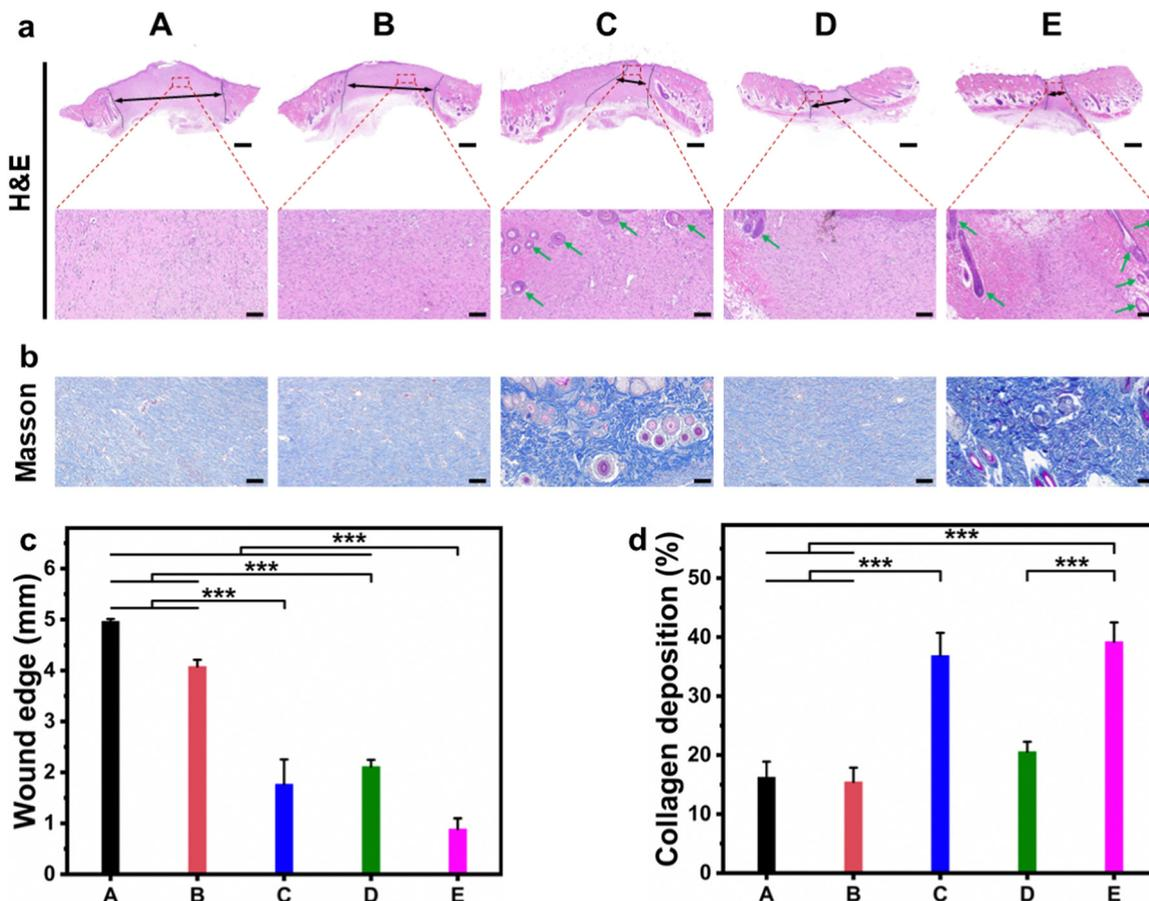 a
A B C D E
H&E
b
Masson
c
Wound edge (mm)
6
5
4
3
2
1
0
***
***
***
A B C D E
d
Collagen deposition (%)
50
40
30
20
10
0
***
***
***
A B C D E